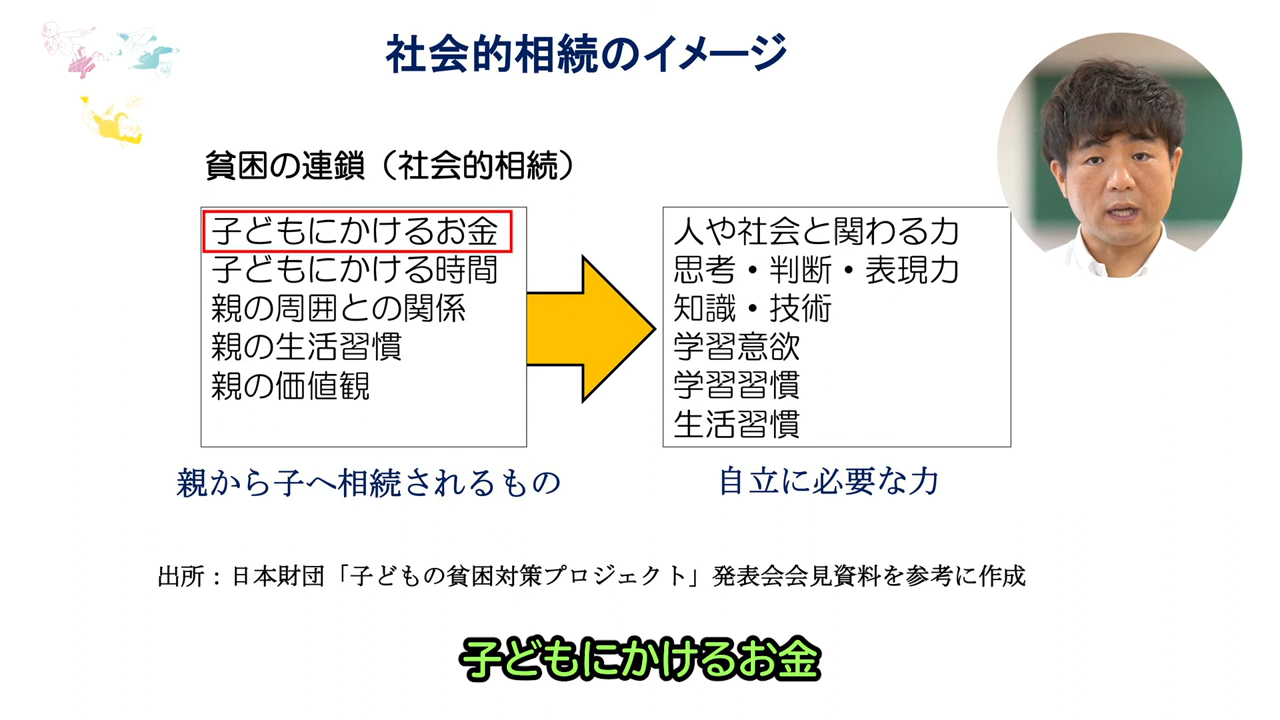 社会的相続のイメージ
貧困の連鎖（社会的相続）
子どもにかけるお金
子どもにかける時間
親の周囲との関係
親の生活習慣
親の価値観
親から子へ相続されるもの
人や社会と関わる力
思考・判断・表現力
知識・技術
学習意欲
学習習慣
生活習慣
自立に必要な力
出所：日本財団「子どもの貧困対策プロジェクト」発表会会見資料を参考に作成
子どもにかけるお金